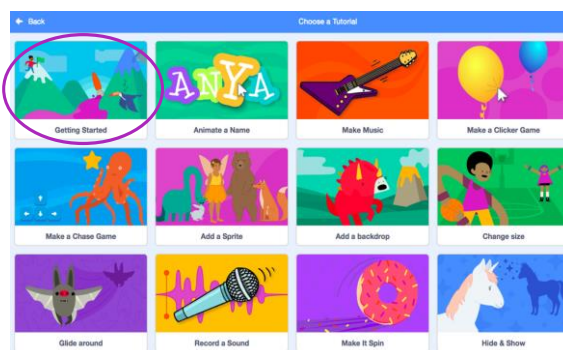 Back
Choose a Tutorial
ANYA
Getting Started
Animate a Name
Make Music
Make a Clicker Game
Make a Chase Game
Add a Sprite
Add a backdrop
Change size
Glide around
Record a Sound
Make It Spin
Hide & Show